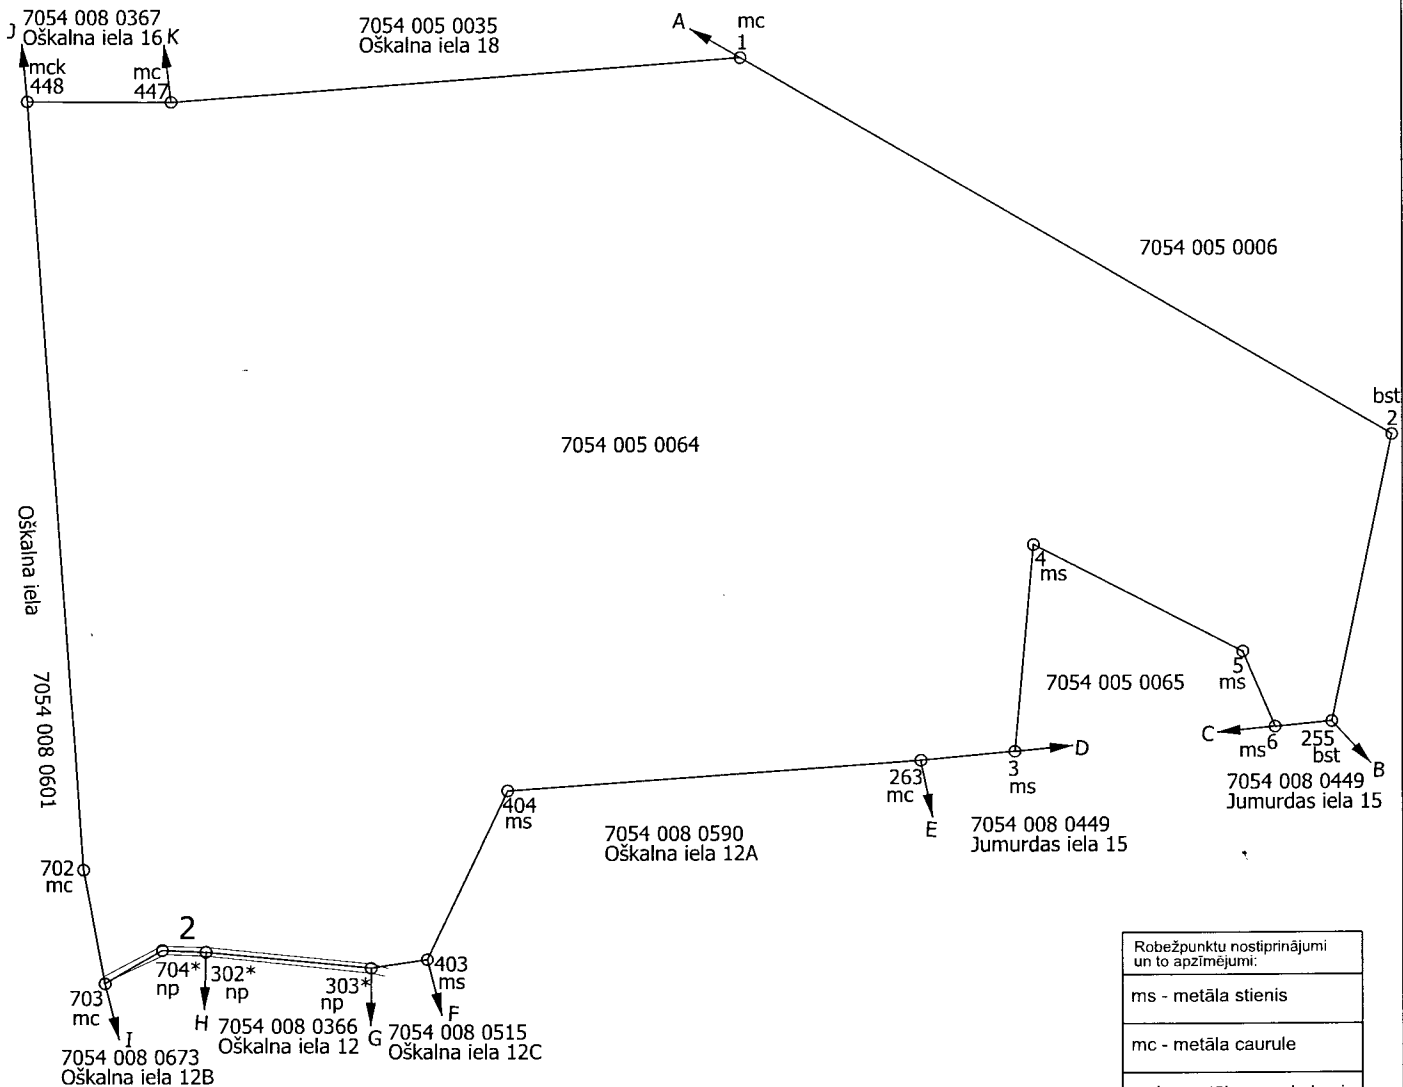 7054 008 0367
J Oškalna iela 16 K
7054 005 0035
Oškalna iela 18
A mc
1
mck
448
mc
447
7054 005 0006
bst
2
7054 005 0064
Oškalna iela
7054 008 0601
4
ms
5
ms
7054 005 0065
C
ms 6
255
bst
B
7054 008 0449
Jumurdas iela 15
D
3
ms
263
mc
E
7054 008 0449
Jumurdas iela 15
404
ms
7054 008 0590
Oškalna iela 12A
702
mc
2
704*
np
302*
np
303*
np
403
ms
703
mc
I
H
G
F
7054 008 0366
Oškalna iela 12
7054 008 0515
Oškalna iela 12C
7054 008 0673
Oškalna iela 12B
Robežpunktu nostiprinājumi
un to apzīmējumi:
ms - metāla stienis
mc - metāla caurule